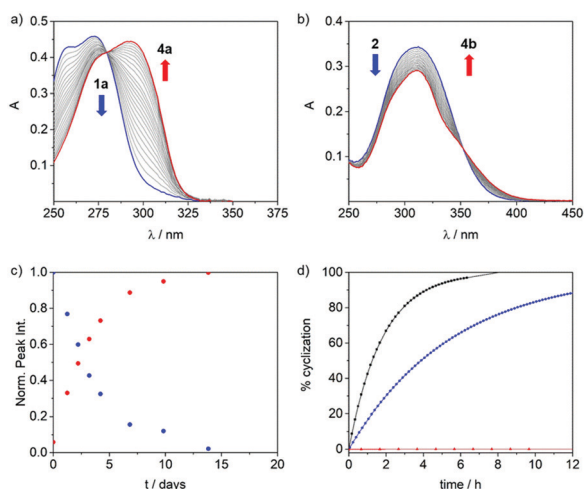 a)
0.4
0.3
0.2
0.1
A
1a
4a
250 275 300 325 350 375
λ / nm
b)
0.4
0.3
0.2
0.1
A
2
4b
250 300 350 400 450
λ / nm
c)
1.0
0.8
0.6
0.4
0.2
0.0
Norm. Peak Int.
0 5 10 15 20
t / days
d)
100
80
60
40
20
0
% cyclization
0 2 4 6 8 10 12
time / h